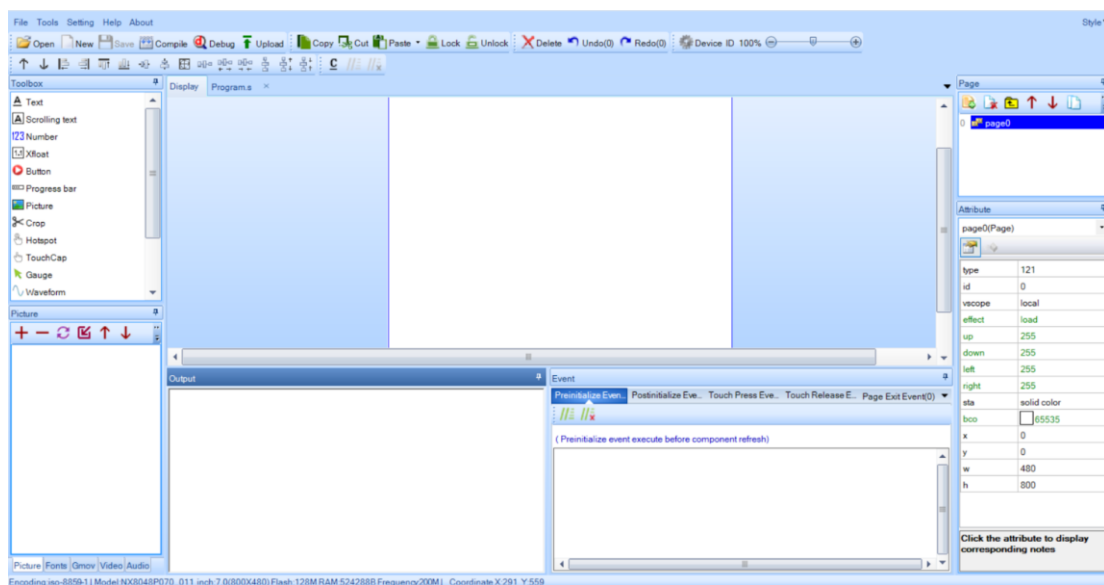 File Tools Setting Help About Style
Open New Save Compile Debug Upload Copy Cut Paste Lock Unlock Delete Undo(0) Redo(0) Device ID 100%
Toolbox
Text
Scrolling text
123 Number
Xfloat
Button
Progress bar
Picture
Crop
Hotspot
TouchCap
Gauge
Waveform
Picture
Picture Fonts Gmov Video Audio
Display Program.s ×
Output
Event
Preinitialize Even.. Postinitialize Eve.. Touch Press Eve.. Touch Release E.. Page Exit Event(0)
( Preinitialize event execute before component refresh)
Page
0 page0
Attribute
page0(Page)
type 121
id 0
vscope local
effect load
up 255
down 255
left 255
right 255
sta solid color
bco 65535
x 0
y 0
w 480
h 800
Click the attribute to display
corresponding notes
Encoding:iso-8859-1 Model:NX8048P070_011 inch:7.0(800X480) Flash:128M RAM:524288B Frequency:200M Coordinate X:291 Y:559